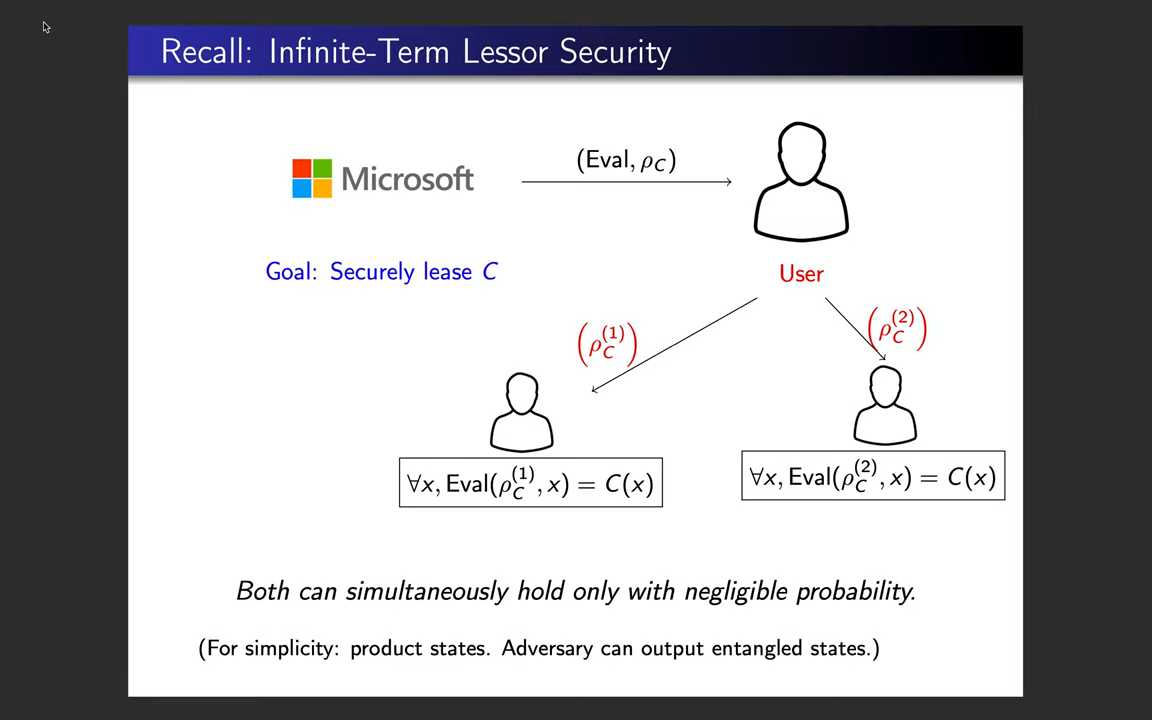 Recall: Infinite-Term Lessor Security
(Eval, ρ_C)
Microsoft
Goal: Securely lease C
User
(ρ_C^(1))
(ρ_C^(2))
∀x, Eval(ρ_C^(1), x) = C(x)
∀x, Eval(ρ_C^(2), x) = C(x)
Both can simultaneously hold only with negligible probability.
(For simplicity: product states. Adversary can output entangled states.)